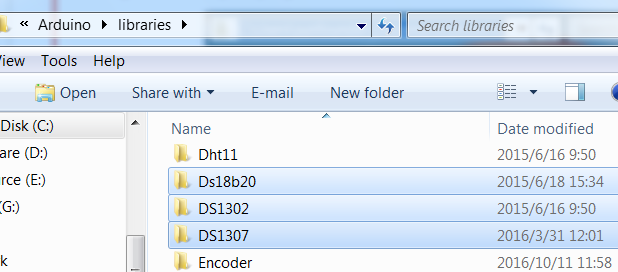 « Arduino ▸ libraries ▸
Search libraries
View Tools Help
Open Share with ▾ E-mail New folder
Disk (C:)
are (D:)
rce (E:)
(G:)
k
Name Date modified
Dht11 2015/6/16 9:50
Ds18b20 2015/6/18 15:34
DS1302 2015/6/16 9:50
DS1307 2016/3/31 12:01
Encoder 2016/10/11 11:58